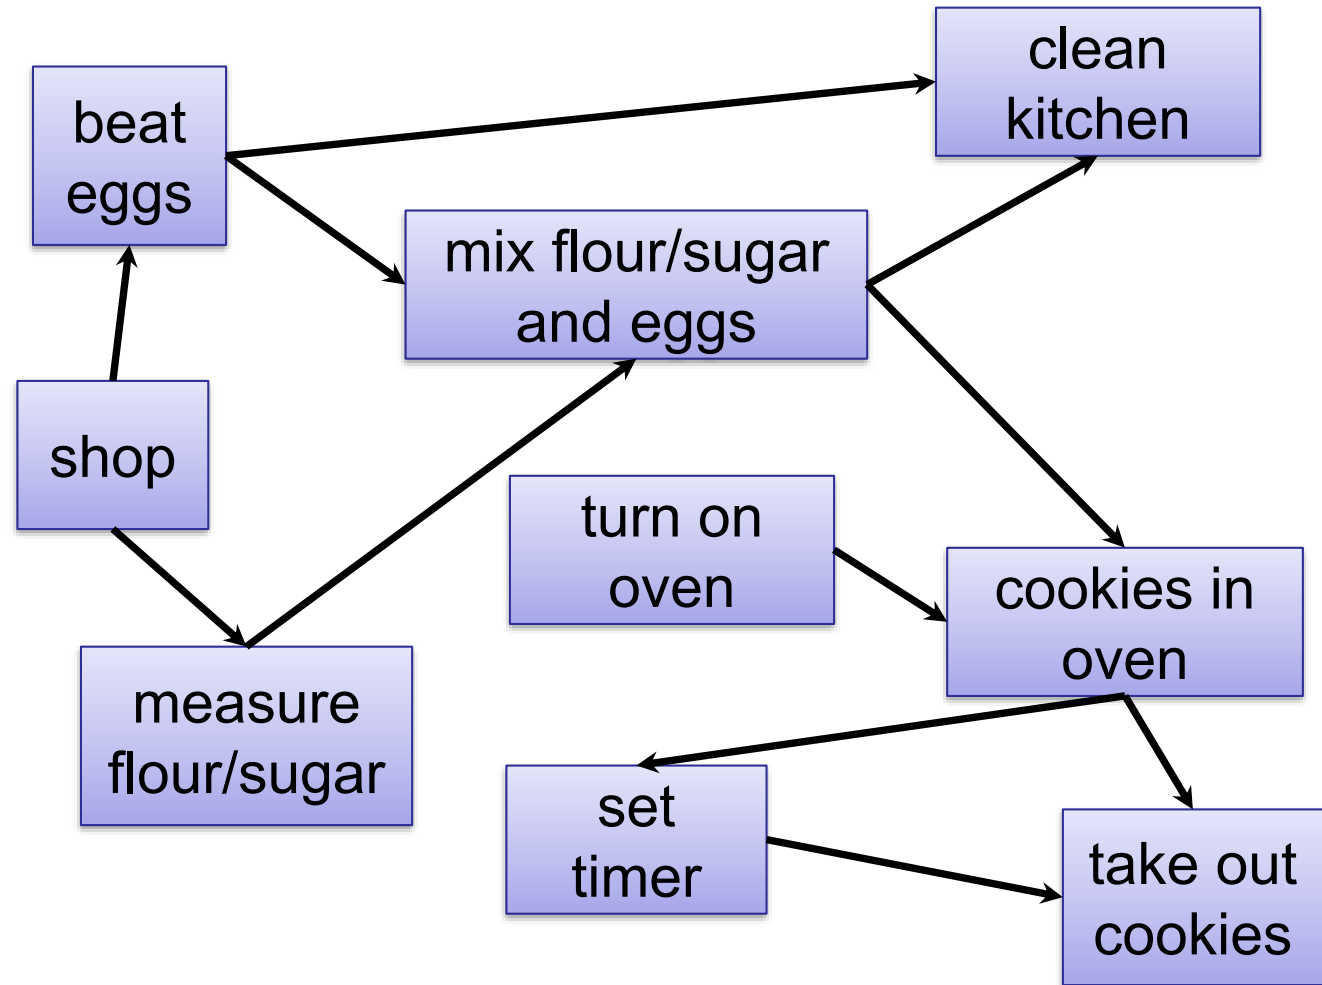 clean
kitchen
beat
eggs
mix flour/sugar
and eggs
shop
turn on
oven
cookies in
oven
measure
flour/sugar
set
timer
take out
cookies